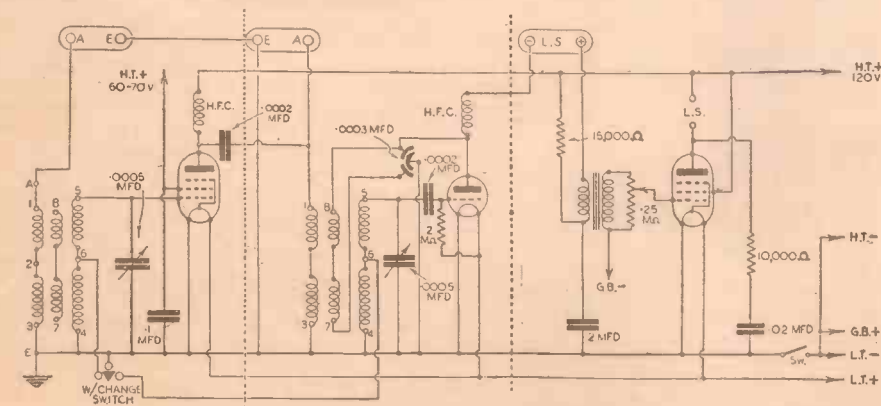 A E
E A
⊖ L.S ⊕
H.T.+
60-70V
H.F.C.
.0002
MFD
.0003 MFD
H.F.C.
.0002
MFD
15,000Ω
L.S.
H.T.+
120V
.0005
MFD
A
1
8
5
2
6
3
7
4
E
.1
MFD
W/CHANGE
SWITCH
1
8
5
6
3
7
4
2
MΩ
.0005
MFD
.25
MΩ
G.B.-
2 MFD
10,000Ω
.02 MFD
SW.
H.T.-
G.B.+
L.T.-
L.T.+